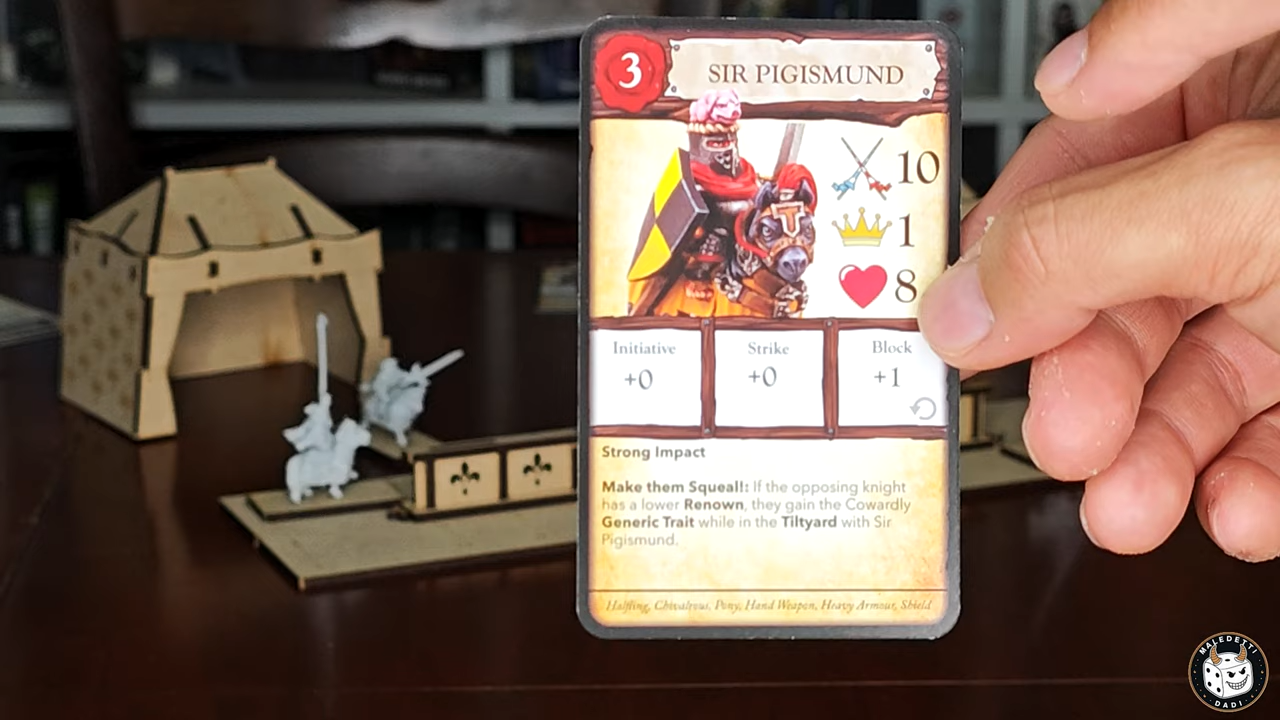 3
SIR PIGISMUND
10
1
8
T
Initiative
+0
Strike
+0
Block
+1
Strong Impact
Make them Squeal!: If the opposing knight
has a lower Renown, they gain the Cowardly
Generic Trait while in the Tiltyard with Sir
Pigismund.
Halfling, Chivalrous, Pony, Hand Weapon, Heavy Armour, Shield
MALEDETTI
DADI